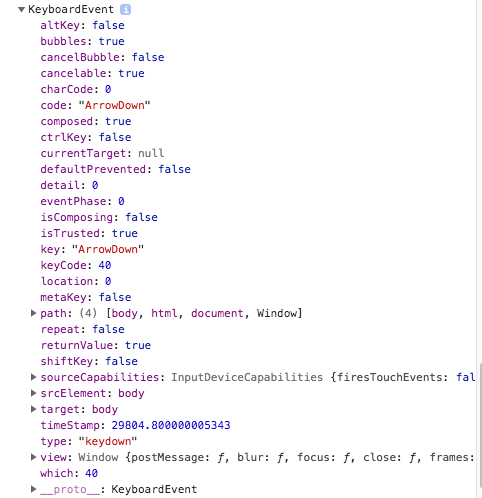 KeyboardEvent i
altKey: false
bubbles: true
cancelBubble: false
cancelable: true
charCode: 0
code: "ArrowDown"
composed: true
ctrlKey: false
currentTarget: null
defaultPrevented: false
detail: 0
eventPhase: 0
isComposing: false
isTrusted: true
key: "ArrowDown"
keyCode: 40
location: 0
metaKey: false
path: (4) [body, html, document, Window]
repeat: false
returnValue: true
shiftKey: false
sourceCapabilities: InputDeviceCapabilities {firesTouchEvents: fal
srcElement: body
target: body
timeStamp: 29804.800000005343
type: "keydown"
view: Window {postMessage: ƒ, blur: ƒ, focus: ƒ, close: ƒ, frames:
which: 40
__proto__: KeyboardEvent